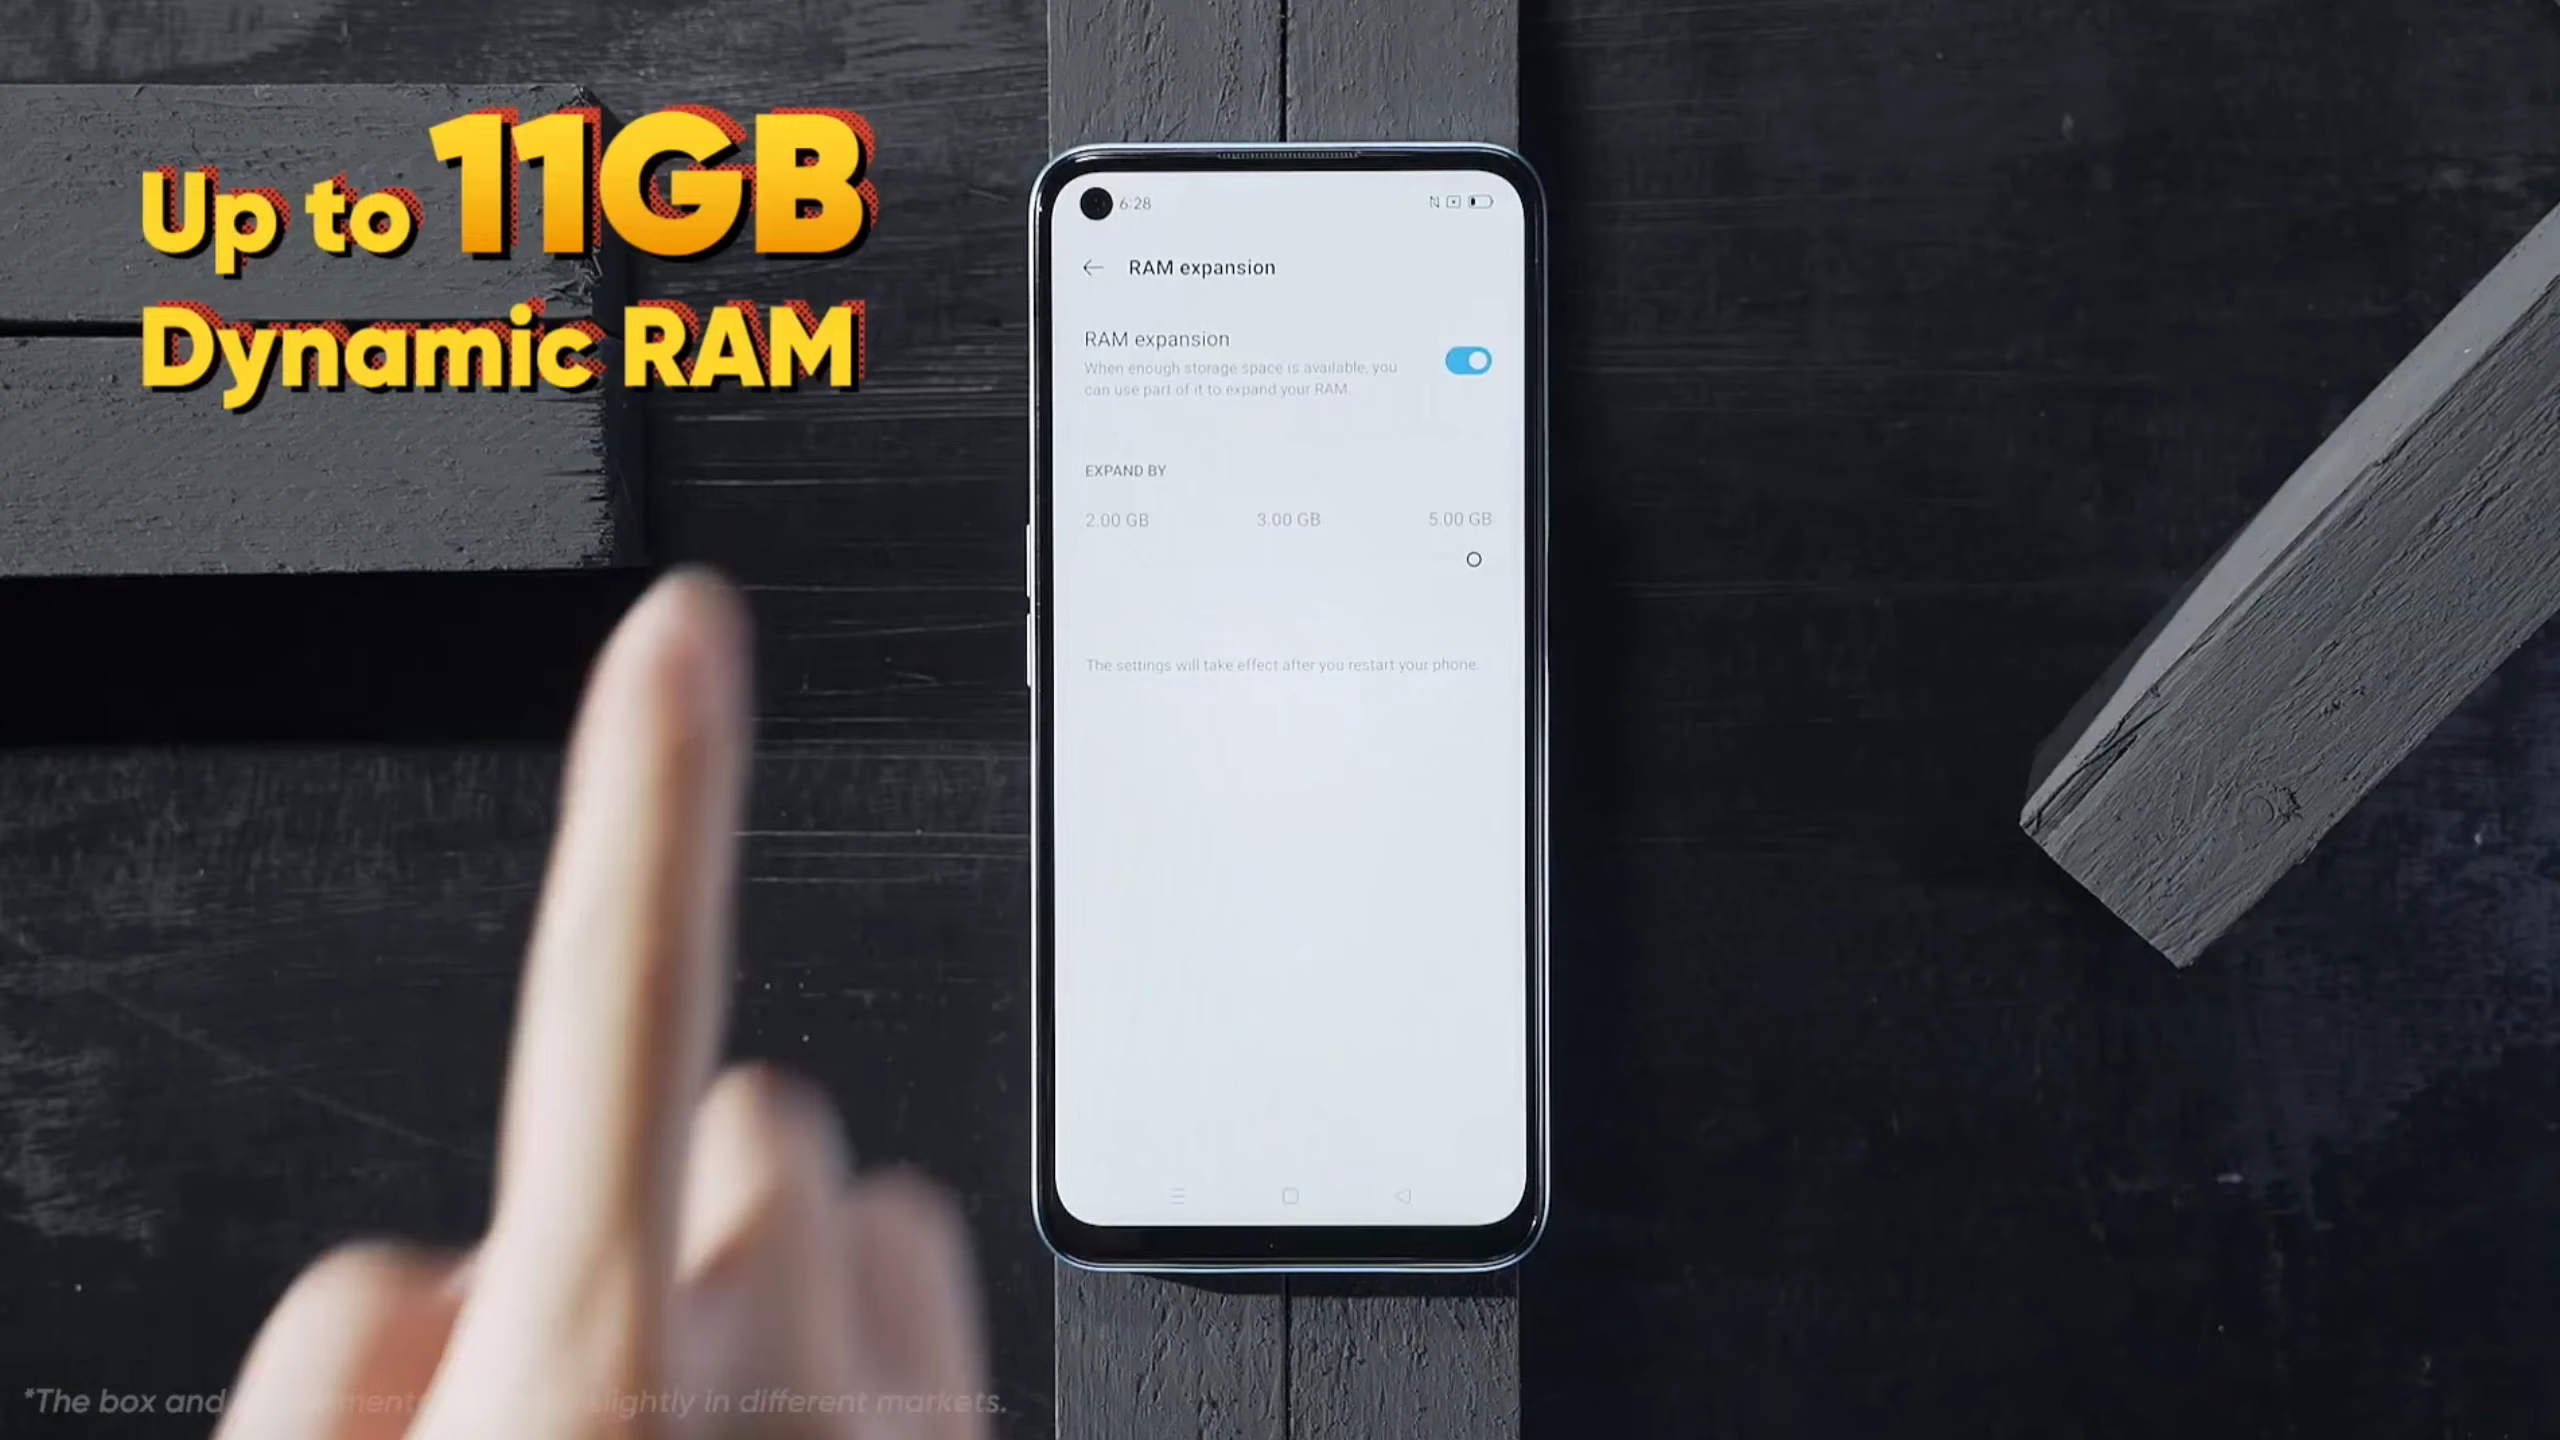 Up to 11GB
Dynamic RAM
6:28
RAM expansion
RAM expansion
When enough storage space is available, you
can use part of it to expand your RAM.
EXPAND BY
2.00 GB 3.00 GB 5.00 GB
The settings will take effect after you restart your phone.
*The box and slightly in different markets.